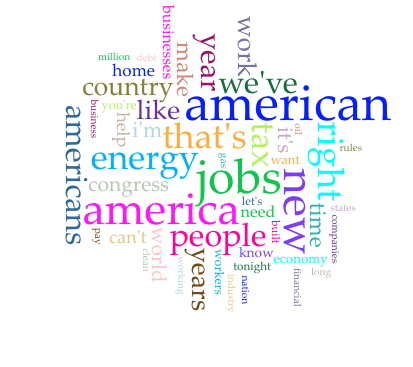 businesses
year
work
make
million
debt
home
we've
country
american
business
you're
like
help
i'm
that's
tax
it's
oil
right
rules
americans
energy
gas
want
congress
jobs
new
let's
states
america
need
time
built
companies
pay
can't
people
world
clean
years
know
economy
working
workers
tonight
industry
nation
financial
long